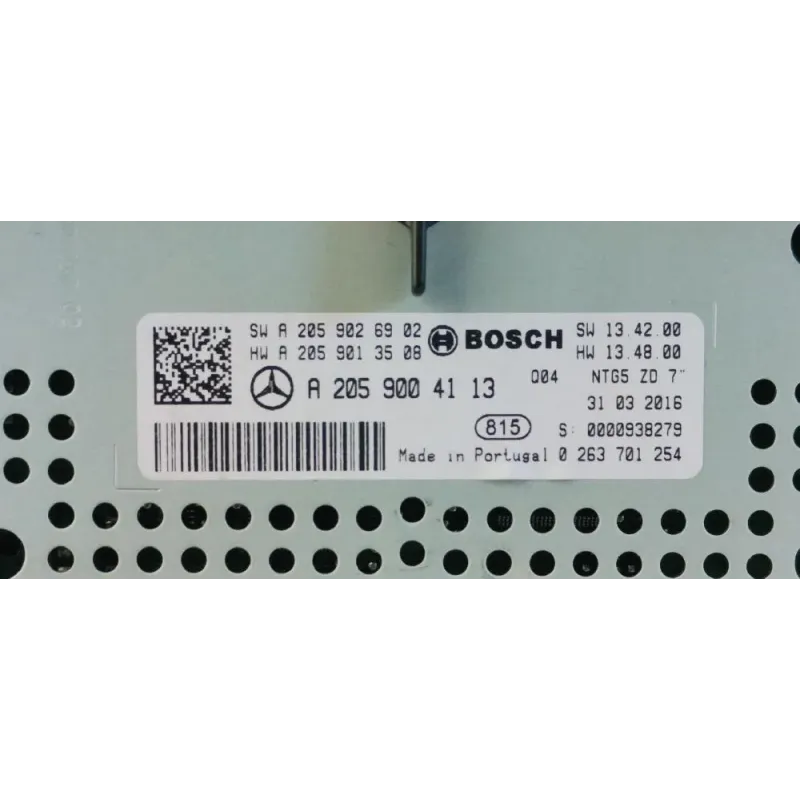 SW A 205 902 69 02
HW A 205 901 35 08
BOSCH
SW 13.42.00
HW 13.48.00
A 205 900 41 13
Q04 NTG5 ZD 7"
31 03 2016
815
S: 0000938279
Made in Portugal 0 263 701 254